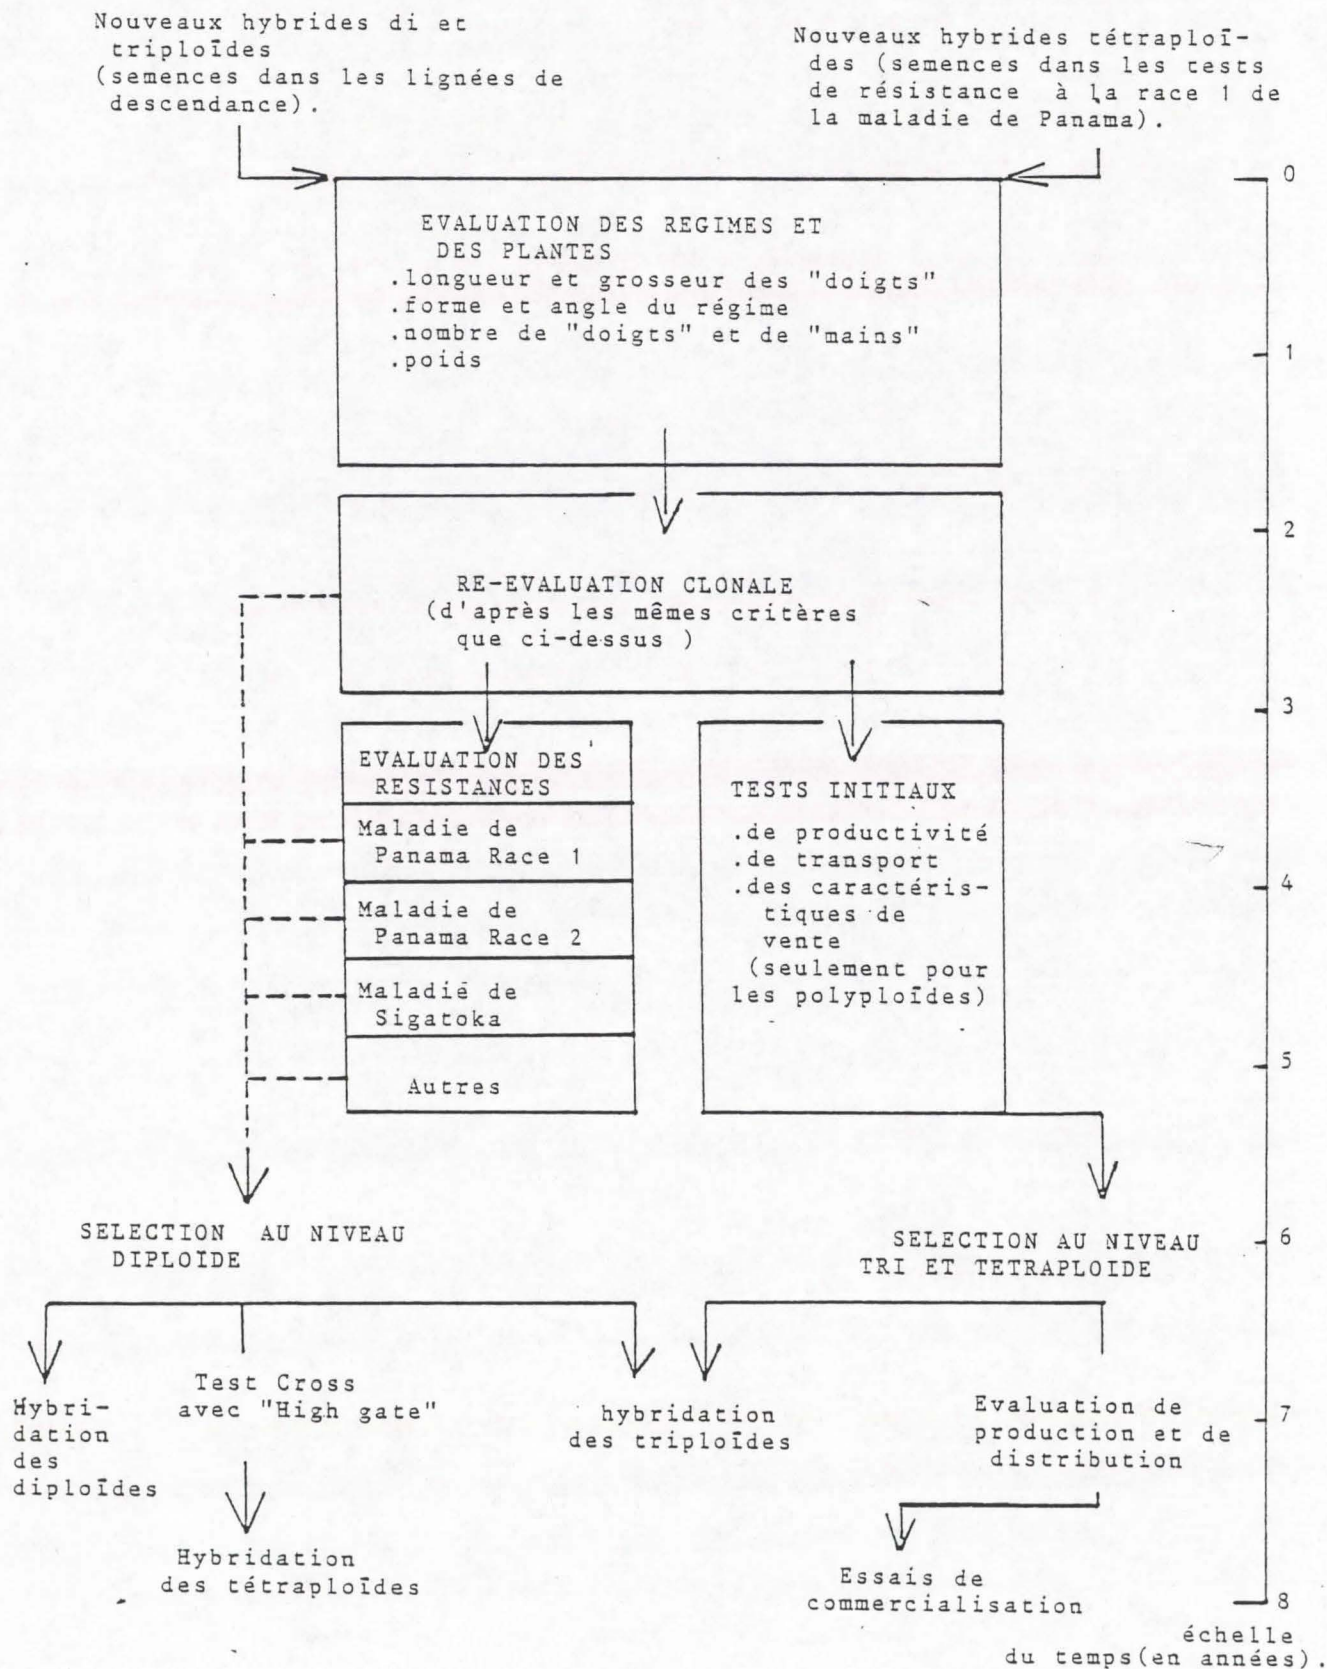 Nouveaux hybrides di et
triploïdes
(semences dans les lignées de
descendance).
Nouveaux hybrides tétraploï-
des (semences dans les tests
de résistance à la race 1 de
la maladie de Panama).
0
EVALUATION DES REGIMES ET
DES PLANTES
.longueur et grosseur des "doigts"
.forme et angle du régime
.nombre de "doigts" et de "mains"
.poids
1
2
RE-EVALUATION CLONALE
(d'après les mêmes critères
que ci-dessus )
3
EVALUATION DES
RESISTANCES
Maladie de
Panama Race 1
Maladie de
Panama Race 2
Maladie de
Sigatoka
Autres
TESTS INITIAUX
.de productivité
.de transport
.des caractéris-
tiques de
vente
(seulement pour
les polyploïdes)
4
5
SELECTION AU NIVEAU
DIPLOÏDE
SELECTION AU NIVEAU
TRI ET TETRAPLOIDE
6
Hybri-
dation
des
diploïdes
Test Cross
avec "High gate"
Hybridation
des tétraploïdes
hybridation
des triploïdes
Evaluation de
production et de
distribution
7
Essais de
commercialisation
8
échelle
du temps(en années).